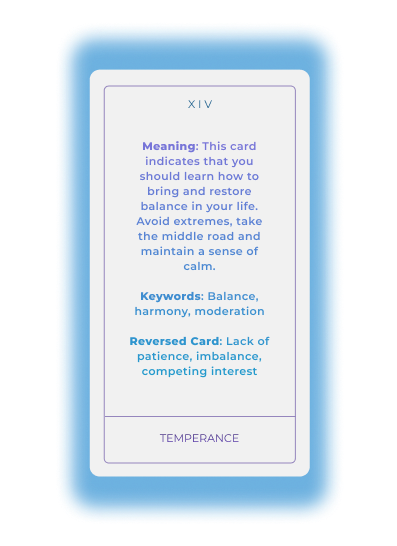 XIV
Meaning: This card
indicates that you
should learn how to
bring and restore
balance in your life.
Avoid extremes, take
the middle road and
maintain a sense of
calm.
Keywords: Balance,
harmony, moderation
Reversed Card: Lack of
patience, imbalance,
competing interest
TEMPERANCE